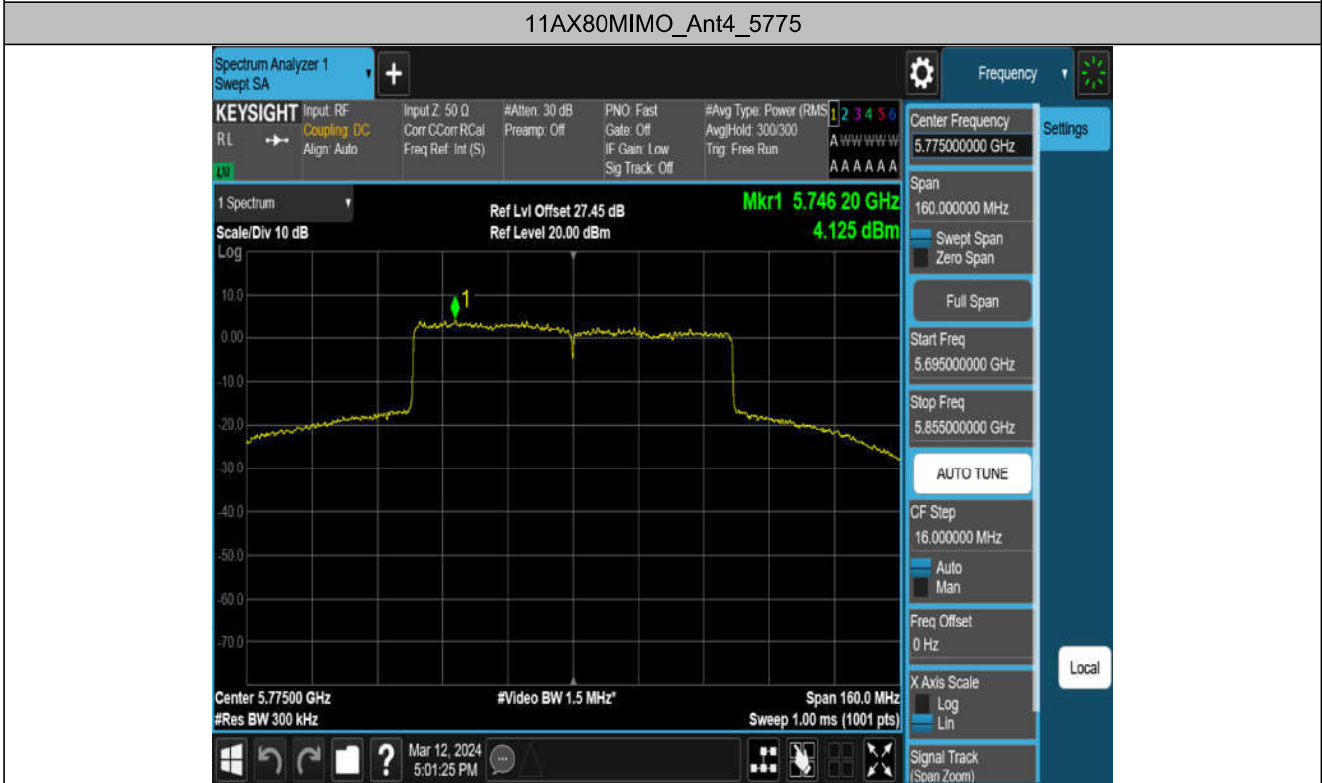 11AX80MIMO_Ant4_5775
Spectrum Analyzer 1
Swept SA
+
Frequency
KEYSIGHT
RL
Input: RF
Coupling: DC
Align: Auto
Input Z: 50 Ω
Corr CCorr RCal
Freq Ref: Int (S)
#Atten: 30 dB
Preamp: Off
PNO: Fast
Gate: Off
IF Gain: Low
Sig Track: Off
#Avg Type: Power (RMS
Avg|Hold: 300/300
Trig: Free Run
1 2 3 4 5 6
A W W W W W
A A A A A A
1 Spectrum
Scale/Div 10 dB
Log
Ref Lvl Offset 27.45 dB
Ref Level 20.00 dBm
Mkr1 5.746 20 GHz
4.125 dBm
1
10.0
0.00
-10.0
-20.0
-30.0
-40.0
-50.0
-60.0
-70.0
Center 5.77500 GHz
#Res BW 300 kHz
#Video BW 1.5 MHz*
Span 160.0 MHz
Sweep 1.00 ms (1001 pts)
?
Mar 12, 2024
5:01:25 PM
Center Frequency
5.775000000 GHz
Settings
Span
160.000000 MHz
Swept Span
Zero Span
Full Span
Start Freq
5.695000000 GHz
Stop Freq
5.855000000 GHz
AUTO TUNE
CF Step
16.000000 MHz
Auto
Man
Freq Offset
0 Hz
X Axis Scale
Log
Lin
Local
Signal Track
(Span Zoom)